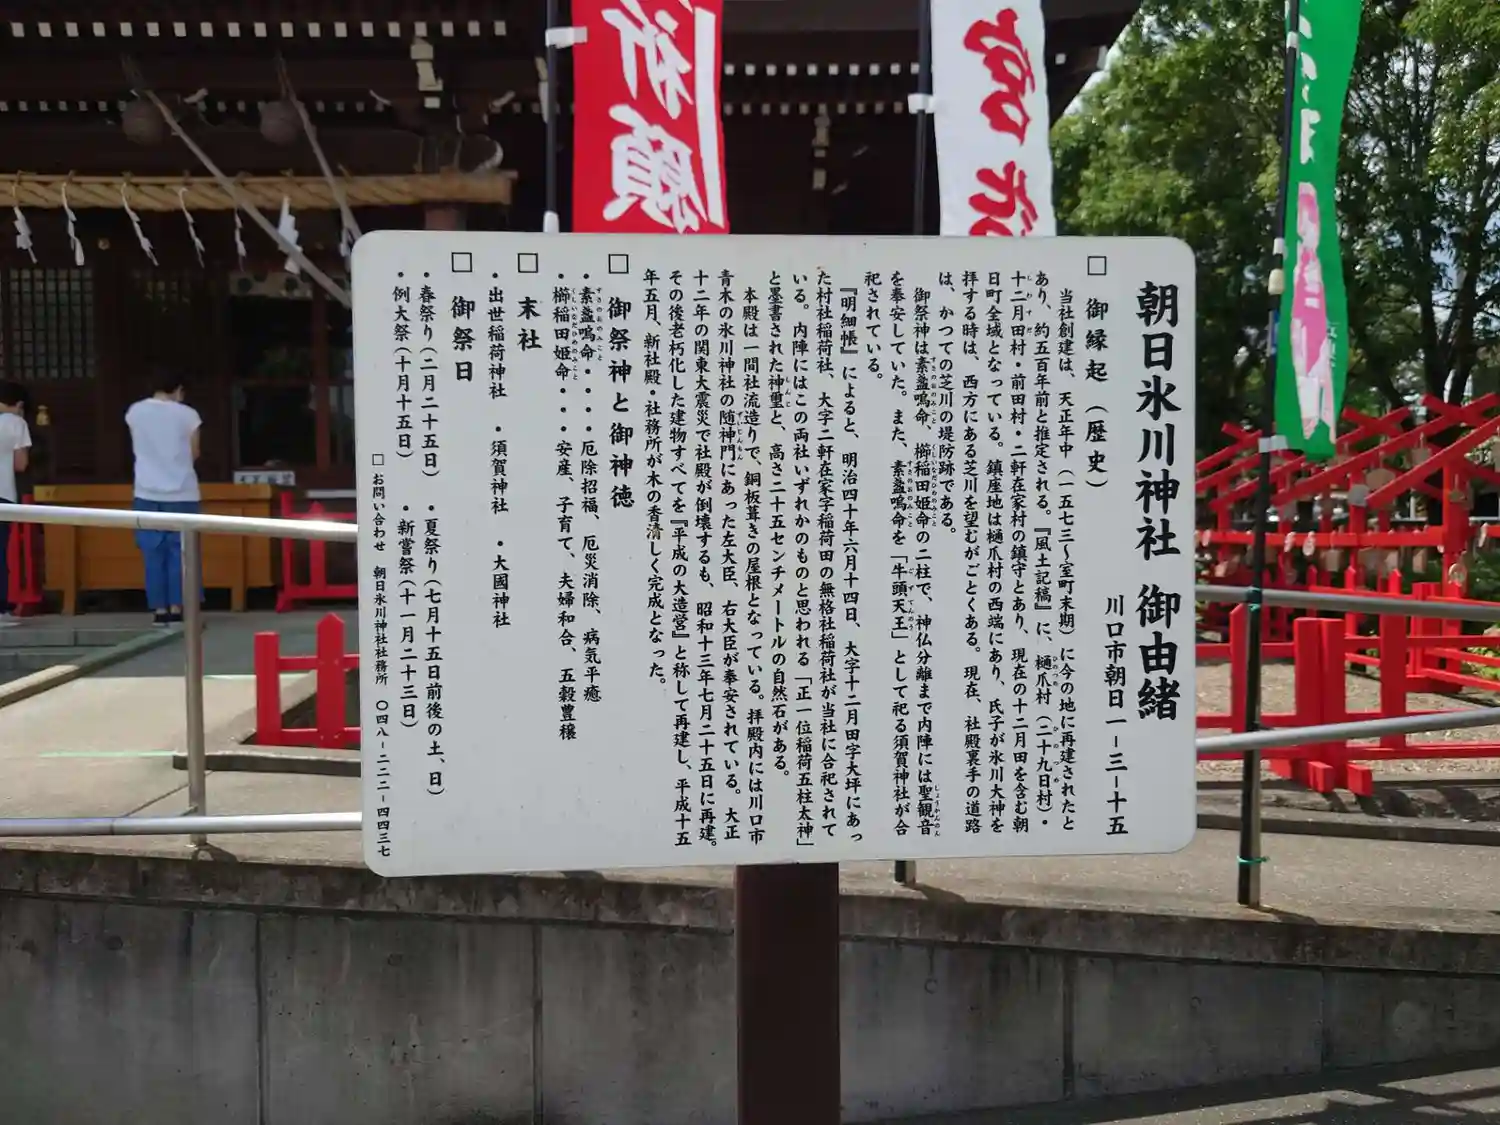 朝日氷川神社 御由緒
川口市朝日一－三－十五
□ 御縁起（歴史）
当社創建は、天正年中（一五七三～室町末期）に今の地に再建されたと
あり、約五百年前と推定される。『風土記稿』に、樋爪村（二十九日村）・
十二月田村・前田村・二軒在家村の鎮守とあり、現在の十二月田を含む朝
日町全域となっている。鎮座地は樋爪村の西端にあり、氏子が氷川大神を
拝する時は、西方にある芝川を望むがごとくある。現在、社殿裏手の道路
は、かつての芝川の堤防跡である。
御祭神は素盞嗚命、櫛稲田姫命の二柱で、神仏分離まで内陣には聖観音
を奉安していた。また、素盞嗚命を「牛頭天王」として祀る須賀神社が合
祀されている。
『明細帳』によると、明治四十年六月十四日、大字十二月田字大坪にあっ
た村社稲荷社、大字二軒在家字稲荷田の無格社稲荷社が当社に合祀されて
いる。内陣にはこの両社いずれかのものと思われる「正一位稲荷五柱太神」
と墨書された神璽と、高さ二十五センチメートルの自然石がある。
本殿は一間社流造りで、銅板葺きの屋根となっている。拝殿内には川口市
青木の氷川神社の随神門にあった左大臣、右大臣が奉安されている。大正
十二年の関東大震災で社殿が倒壊するも、昭和十三年七月二十五日に再建。
その後老朽化した建物すべてを『平成の大造営』と称して再建し、平成十五
年五月、新社殿・社務所が木の香清しく完成となった。
□ 御祭神と御神徳
・素盞嗚命・・・・厄除招福、厄災消除、病気平癒
・櫛稲田姫命・・・安産、子育て、夫婦和合、五穀豊穣
□ 末社
・出世稲荷神社 ・須賀神社 ・大國神社
□ 御祭日
・春祭り（二月二十五日） ・夏祭り（七月十五日前後の土、日）
・例大祭（十月十五日） ・新嘗祭（十一月二十三日）
□ お問い合わせ 朝日氷川神社社務所 〇四八－二二二－四四三七
祈願
宮